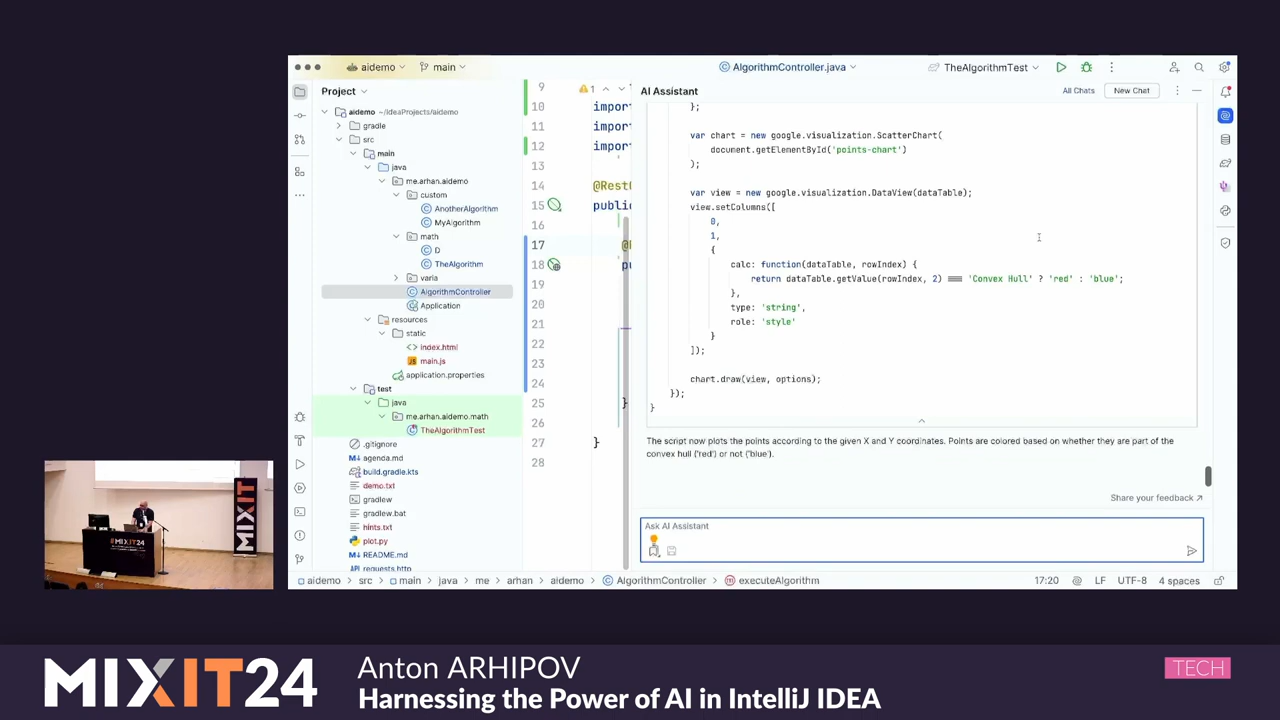 aidemo
main
AlgorithmController.java
TheAlgorithmTest
Project
aidemo ~/IdeaProjects/aidemo
gradle
src
main
java
me.arhan.aidemo
custom
AnotherAlgorithm
MyAlgorithm
math
D
TheAlgorithm
varia
AlgorithmController
Application
resources
static
index.html
main.js
application.properties
test
java
me.arhan.aidemo.math
TheAlgorithmTest
.gitignore
agenda.md
build.gradle.kts
demo.txt
gradlew
gradlew.bat
hints.txt
plot.py
README.md
requests.http
1
9
10 import
11 import
12 import
13
14 @Rest
15 public
16
17
18
19
20
21
22
23
24
25 }
26
27 }
28
AI Assistant
All Chats
New Chat
};
var chart = new google.visualization.ScatterChart(
document.getElementById('points-chart')
);
var view = new google.visualization.DataView(dataTable);
view.setColumns([
0,
1,
{
calc: function(dataTable, rowIndex) {
return dataTable.getValue(rowIndex, 2) === 'Convex Hull' ? 'red' : 'blue';
},
type: 'string',
role: 'style'
}
]);
chart.draw(view, options);
});
}
The script now plots the points according to the given X and Y coordinates. Points are colored based on whether they are part of the
convex hull ('red') or not ('blue').
Share your feedback ↗
Ask AI Assistant
aidemo > src > main > java > me > arhan > aidemo > AlgorithmController > executeAlgorithm
17:20 LF UTF-8 4 spaces
#MIXIT24
MIXIT
MIXIT24
Anton ARHIPOV
Harnessing the Power of AI in IntelliJ IDEA
TECH